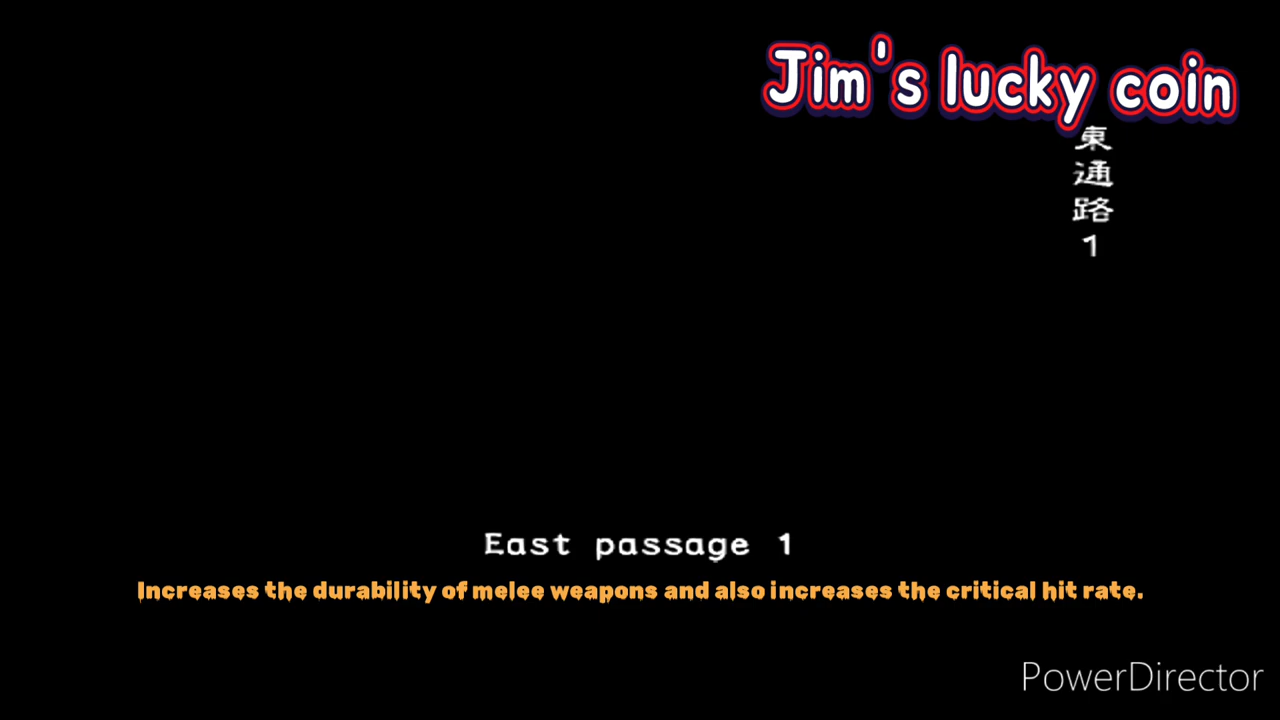 Jim's lucky coin
東通路1
East passage 1
Increases the durability of melee weapons and also increases the critical hit rate.
PowerDirector